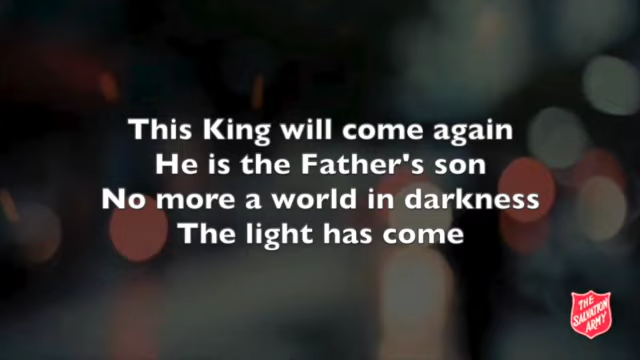 This King will come again
He is the Father's son
No more a world in darkness
The light has come
THE
SALVATION
ARMY